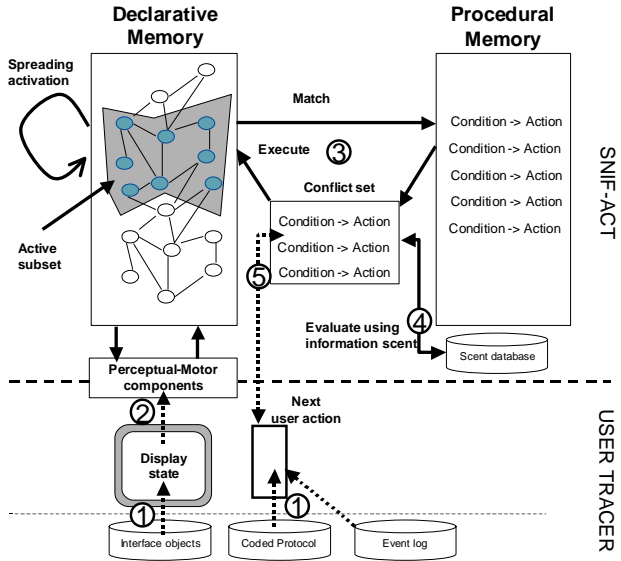 Declarative
Memory
Procedural
Memory
Spreading
activation
Match
Execute
3
Conflict set
Condition -> Action
Condition -> Action
Condition -> Action
Condition -> Action
Condition -> Action
Condition -> Action
Condition -> Action
Condition -> Action
Active
subset
5
4
Evaluate using
information scent
Scent database
SNIF-ACT
Perceptual-Motor
components
2
Next
user action
Display
state
1
1
USER TRACER
Interface objects
Coded Protocol
Event log